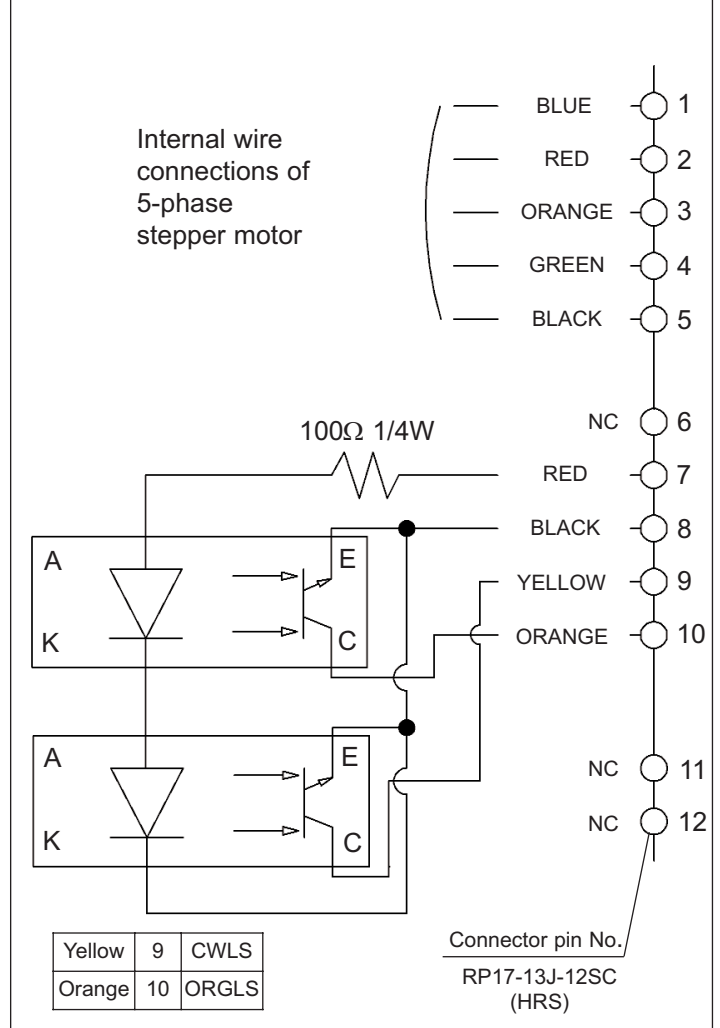 Internal wire
connections of
5-phase
stepper motor
BLUE 1
RED 2
ORANGE 3
GREEN 4
BLACK 5
NC 6
100Ω 1/4W
RED 7
BLACK 8
YELLOW 9
ORANGE 10
A E
K C
A E
K C
NC 11
NC 12
Yellow 9 CWLS
Orange 10 ORGLS
Connector pin No.
RP17-13J-12SC
(HRS)